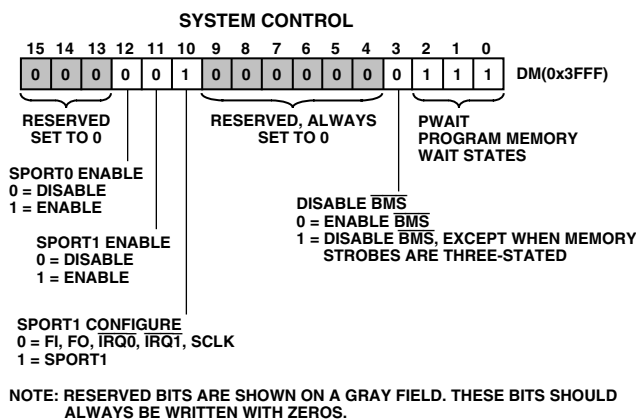 SYSTEM CONTROL
15 14 13 12 11 10 9 8 7 6 5 4 3 2 1 0
0 0 0 0 0 1 0 0 0 0 0 0 0 1 1 1 DM(0x3FFF)
RESERVED
SET TO 0
RESERVED, ALWAYS
SET TO 0
PWAIT
PROGRAM MEMORY
WAIT STATES
SPORT0 ENABLE
0 = DISABLE
1 = ENABLE
DISABLE B̅M̅S̅
0 = ENABLE B̅M̅S̅
1 = DISABLE B̅M̅S̅, EXCEPT WHEN MEMORY
STROBES ARE THREE-STATED
SPORT1 ENABLE
0 = DISABLE
1 = ENABLE
SPORT1 CONFIGURE
0 = FI, FO, I̅R̅Q̅0̅, I̅R̅Q̅1̅, SCLK
1 = SPORT1
NOTE: RESERVED BITS ARE SHOWN ON A GRAY FIELD. THESE BITS SHOULD
ALWAYS BE WRITTEN WITH ZEROS.